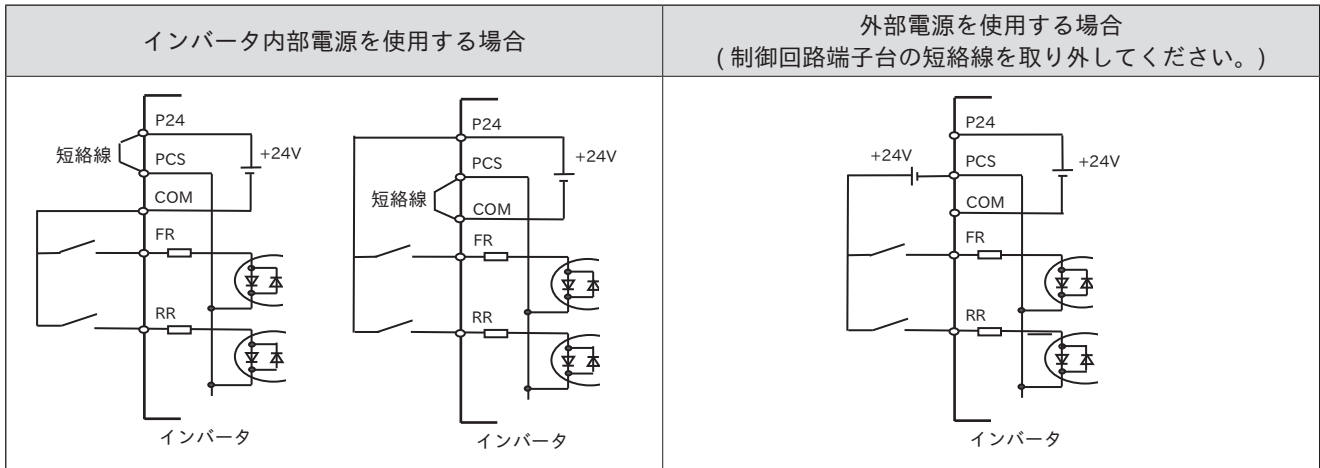 インバータ内部電源を使用する場合
外部電源を使用する場合
( 制御回路端子台の短絡線を取り外してください。)
P24
短絡線
PCS
+24V
COM
FR
RR
インバータ
P24
PCS
+24V
短絡線
COM
FR
RR
インバータ
P24
+24V
PCS
+24V
COM
FR
RR
インバータ